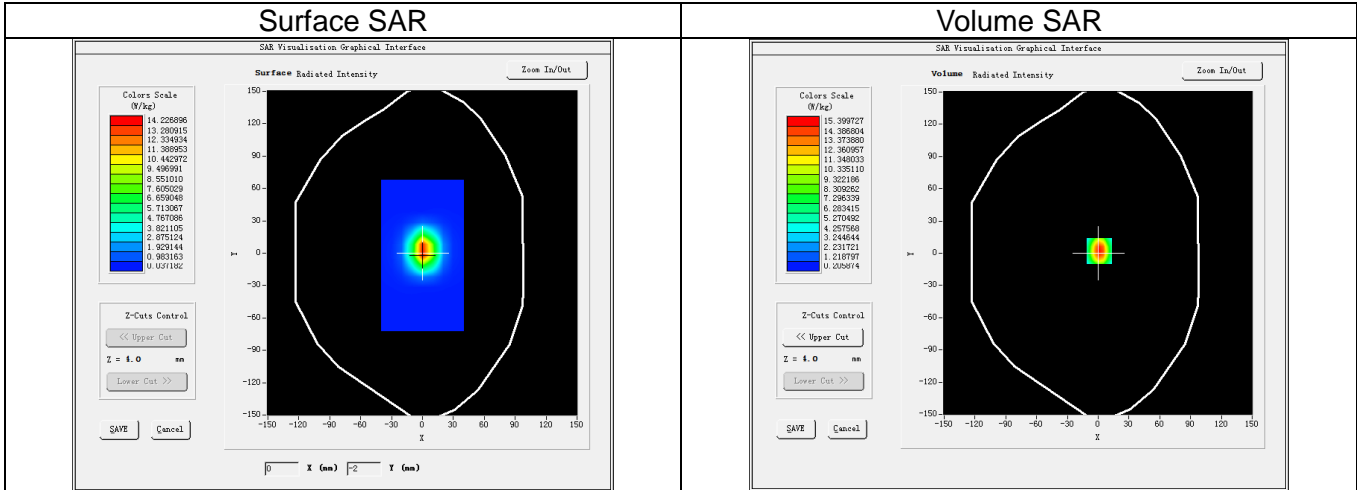 Surface SAR
SAR Visualisation Graphical Interface
Surface Radiated Intensity
Zoom In/Out
Colors Scale
(W/kg)
14.226896
13.280915
12.334934
11.388953
10.442972
9.496991
8.551010
7.605029
6.659048
5.713067
4.767086
3.821105
2.875124
1.929144
0.983163
0.037182
Z-Cuts Control
<< Upper Cut
Z = 4.0 mm
Lower Cut >>
SAVE Cancel
150
120
90
60
30
0
-30
-60
-90
-120
-150
Y
-150 -120 -90 -60 -30 0 30 60 90 120 150
X
0 X (mm) -2 Y (mm)
Volume SAR
SAR Visualisation Graphical Interface
Volume Radiated Intensity
Zoom In/Out
Colors Scale
(W/kg)
15.399727
14.386804
13.373880
12.360957
11.348033
10.335110
9.322186
8.309262
7.296339
6.283415
5.270492
4.257568
3.244644
2.231721
1.218797
0.205874
Z-Cuts Control
<< Upper Cut
Z = 4.0 mm
Lower Cut >>
SAVE Cancel
150
120
90
60
30
0
-30
-60
-90
-120
-150
Y
-150 -120 -90 -60 -30 0 30 60 90 120 150
X